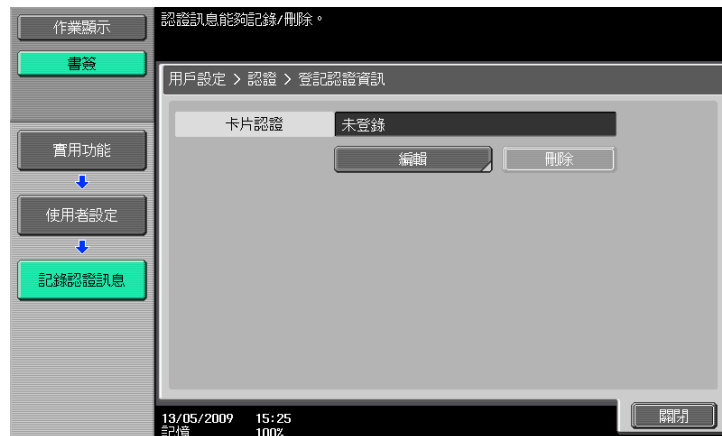 作業顯示
書簽
實用功能
使用者設定
記錄認證訊息
認證訊息能夠記錄/刪除。
用戶設定 > 認證 > 登記認證資訊
卡片認證 未登錄
編輯 刪除
13/05/2009 15:25
記憶 100%
關閉